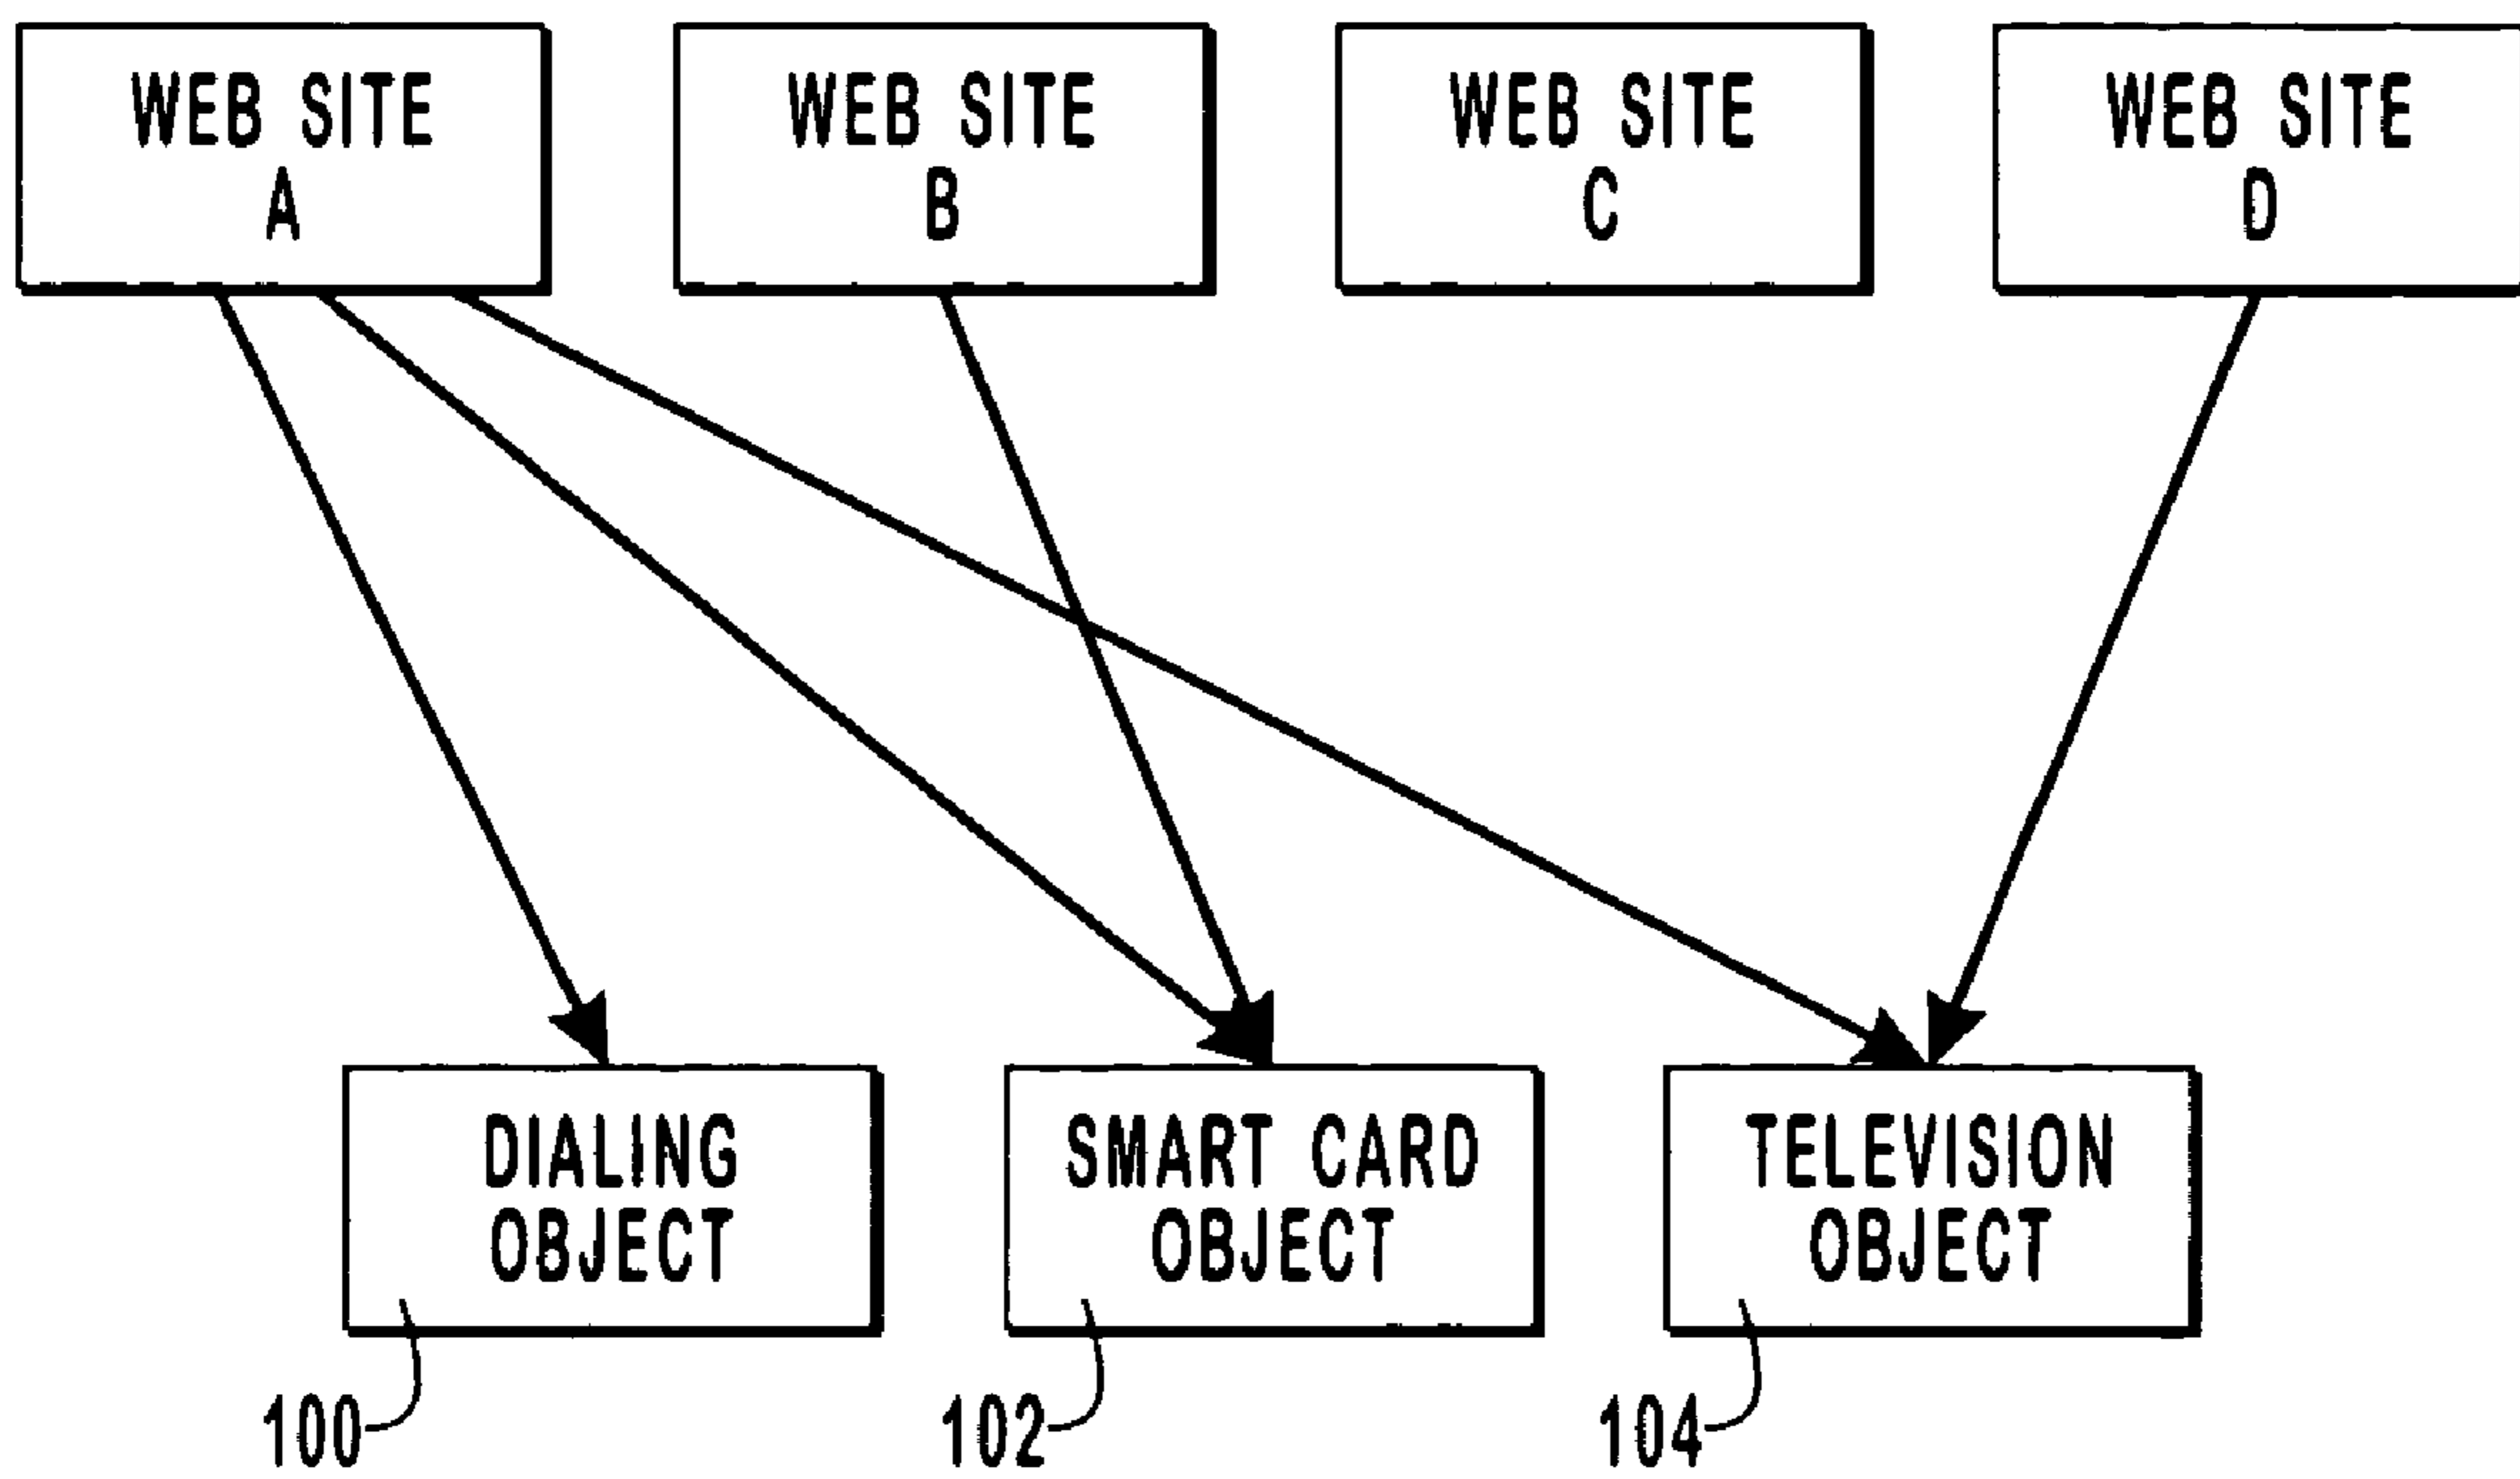 WEB SITE
A
WEB SITE
B
WEB SITE
C
WEB SITE
D
DIALING
OBJECT
SMART CARD
OBJECT
TELEVISION
OBJECT
100
102
104